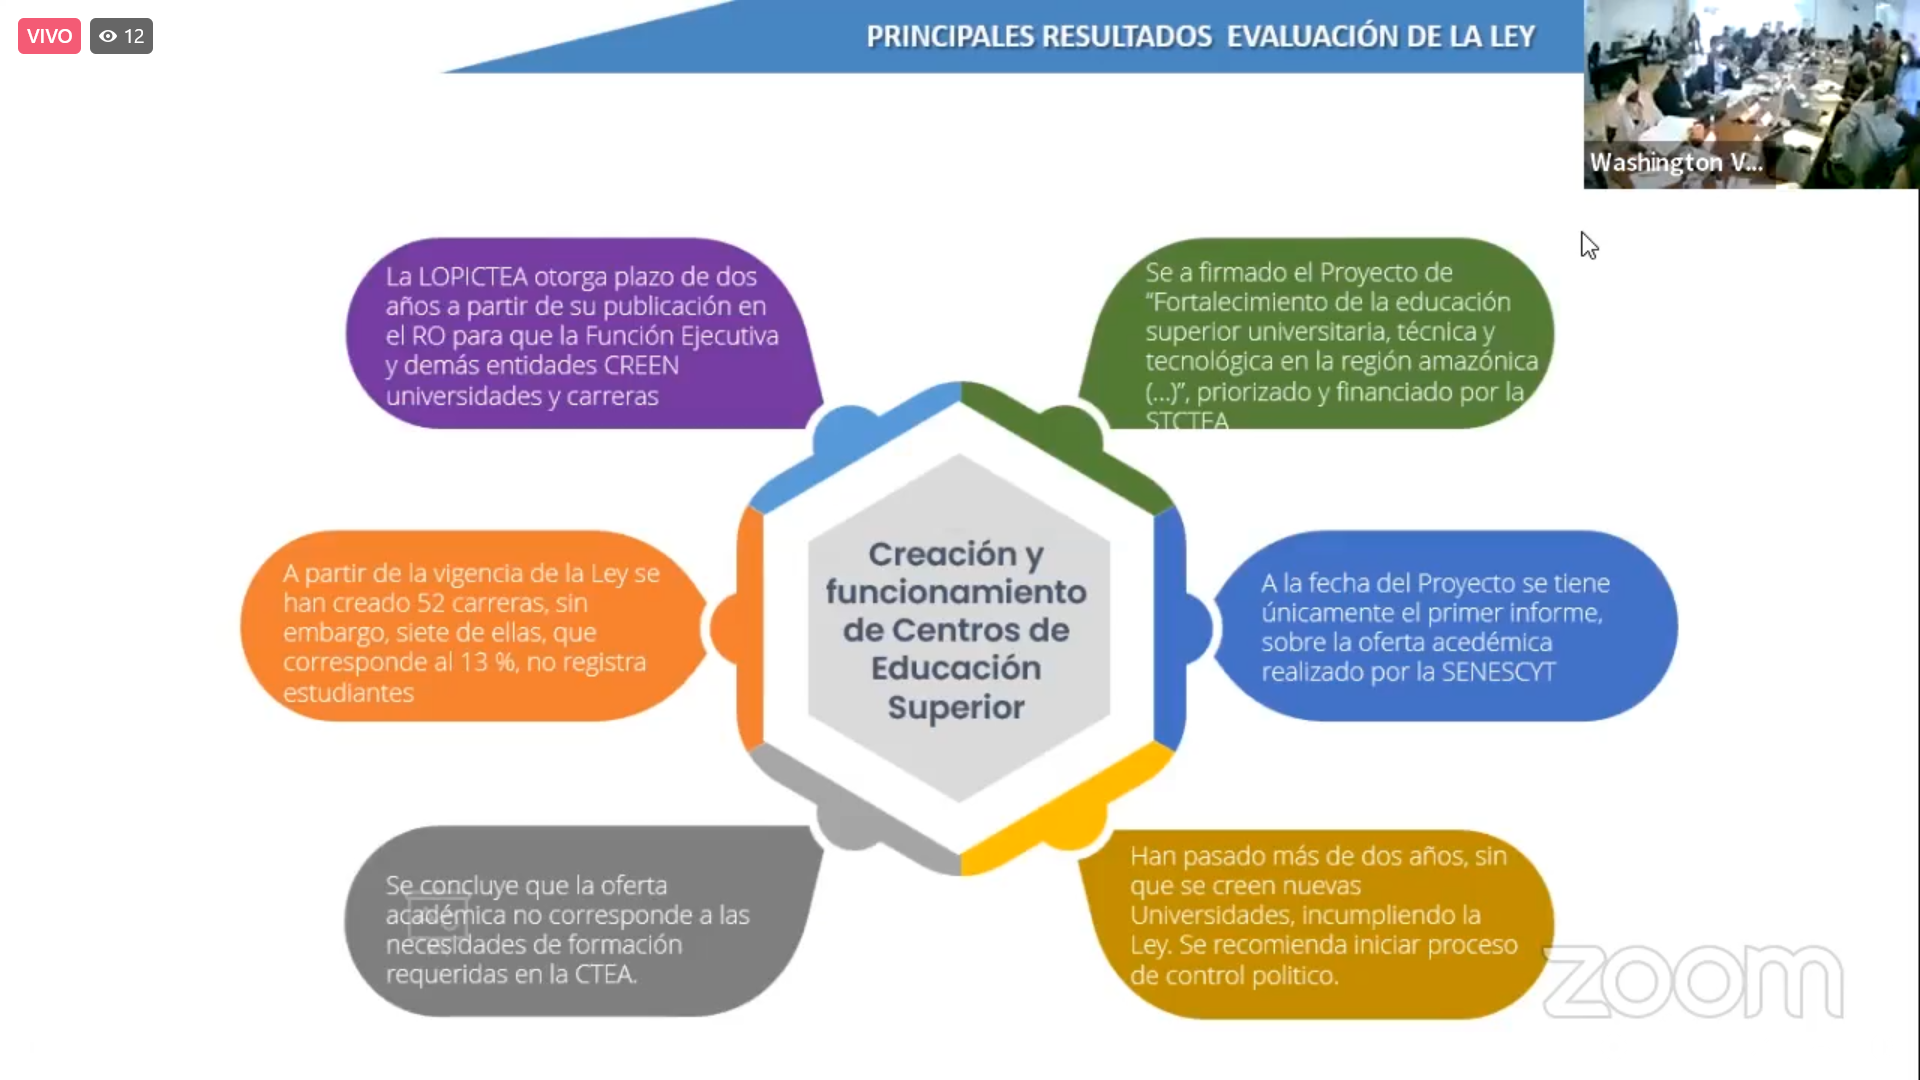 VIVO
12
PRINCIPALES RESULTADOS EVALUACIÓN DE LA LEY
Washington V...
La LOPICTEA otorga plazo de dos
años a partir de su publicación en
el RO para que la Función Ejecutiva
y demás entidades CREEN
universidades y carreras
Se a firmado el Proyecto de
“Fortalecimiento de la educación
superior universitaria, técnica y
tecnológica en la región amazónica
(...)”, priorizado y financiado por la
STCTEA
A partir de la vigencia de la Ley se
han creado 52 carreras, sin
embargo, siete de ellas, que
corresponde al 13 %, no registra
estudiantes
Creación y
funcionamiento
de Centros de
Educación
Superior
A la fecha del Proyecto se tiene
únicamente el primer informe,
sobre la oferta acedémica
realizado por la SENESCYT
Se concluye que la oferta
académica no corresponde a las
necesidades de formación
requeridas en la CTEA.
Han pasado más de dos años, sin
que se creen nuevas
Universidades, incumpliendo la
Ley. Se recomienda iniciar proceso
de control politico.
zoom